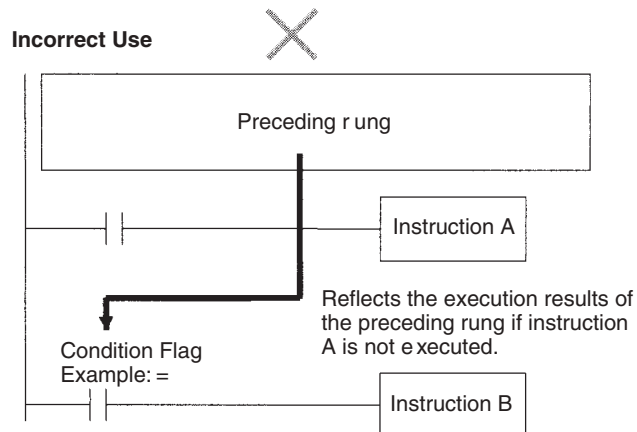 Incorrect Use
Preceding r ung
Instruction A
Reflects the execution results of
the preceding rung if instruction
A is not e xecuted.
Condition Flag
Example: =
Instruction B